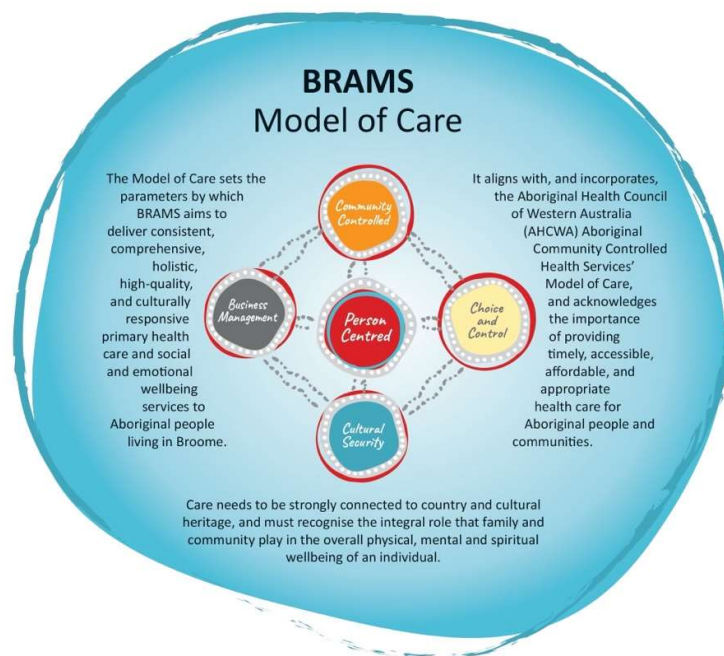 BRAMS
Model of Care
The Model of Care sets the
parameters by which
BRAMS aims to
deliver consistent,
comprehensive,
holistic,
high-quality,
and culturally
responsive
primary health
care and social
and emotional
wellbeing
services to
Aboriginal people
living in Broome.
Community
Controlled
Business
Management
Person
Centred
Choice
and
Control
Cultural
Security
It aligns with, and incorporates,
the Aboriginal Health Council
of Western Australia
(AHCWA) Aboriginal
Community Controlled
Health Services’
Model of Care,
and acknowledges
the importance
of providing
timely, accessible,
affordable, and
appropriate
health care for
Aboriginal people and
communities.
Care needs to be strongly connected to country and cultural
heritage, and must recognise the integral role that family and
community play in the overall physical, mental and spiritual
wellbeing of an individual.